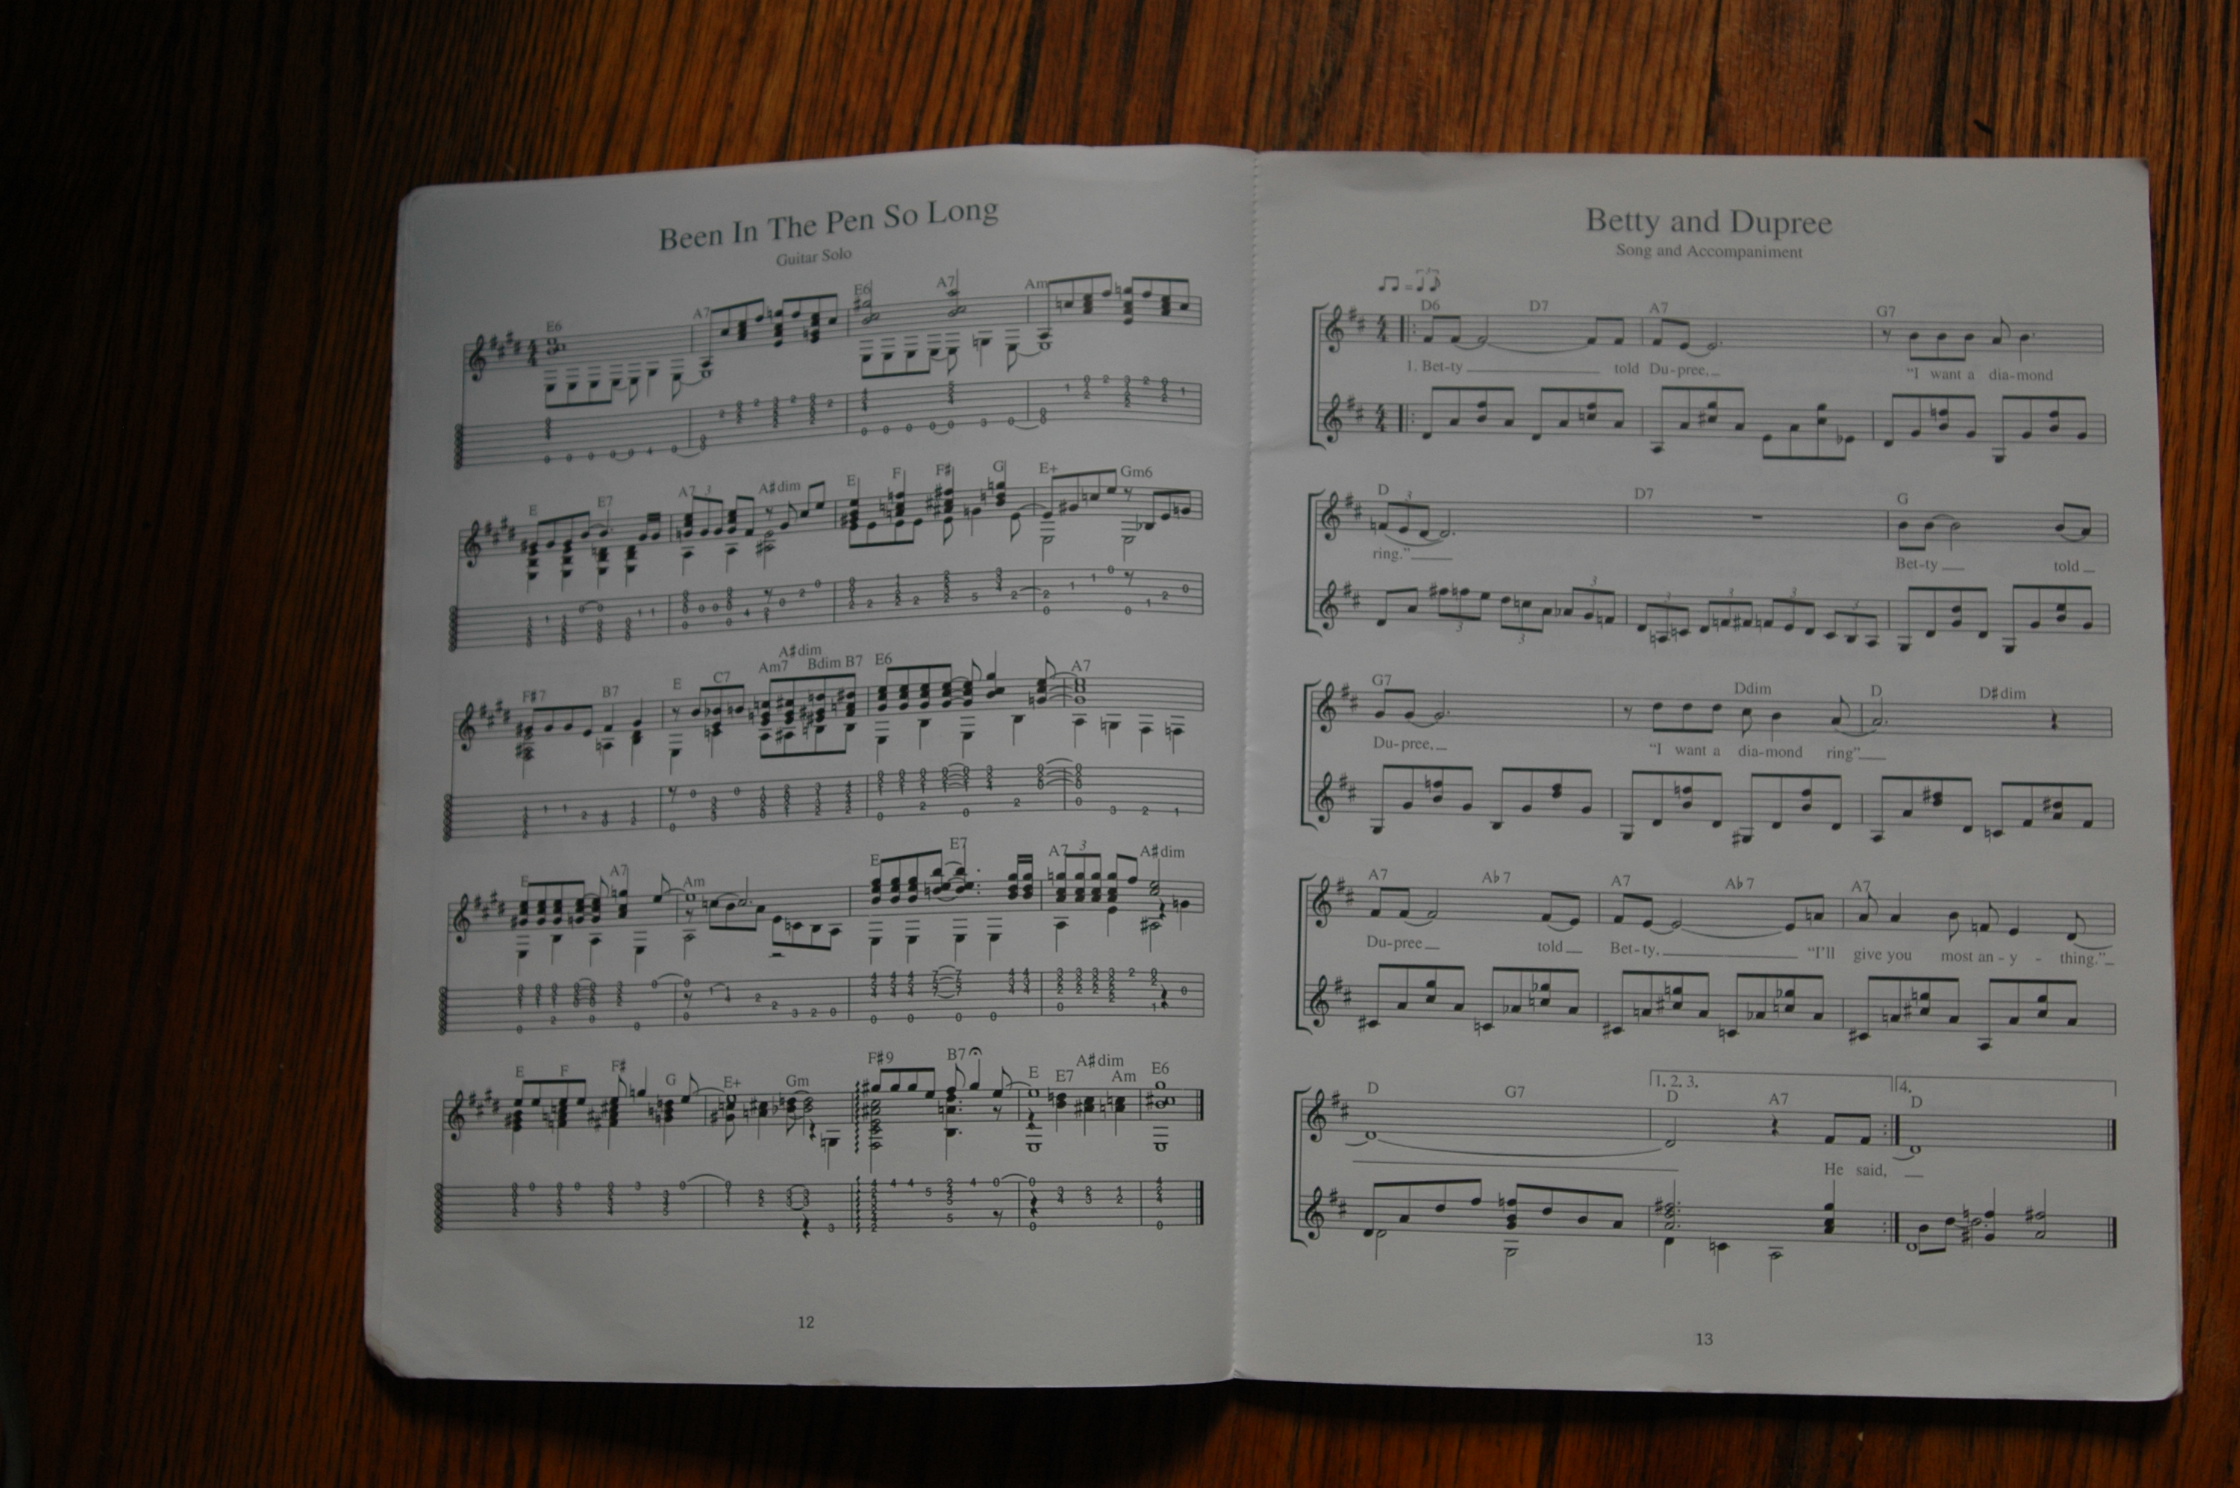 Been In The Pen So Long
Guitar Solo
E6 A7 E6 A7 Am
E E7 A7 A♯dim E F F♯ G E+ Gm6
F♯7 B7 E C7 Am7 A♯dim Bdim B7 E6 A7
E A7 Am E E7 A7 A♯dim
E F F♯ G E+ Gm F♯9 B7 E E7 A♯dim Am E6
12
Betty and Dupree
Song and Accompaniment
D6 D7 A7 G7
1. Bet-ty told Du-pree, "I want a dia-mond
D D7 G
ring." Bet-ty told
G7 Ddim D D♯dim
Du-pree, "I want a dia-mond ring"
A7 A♭7 A7 A♭7 A7
Du-pree told Bet-ty, "I'll give you most an-y-thing."
D G7 1, 2, 3, D A7 4. D
He said,
13